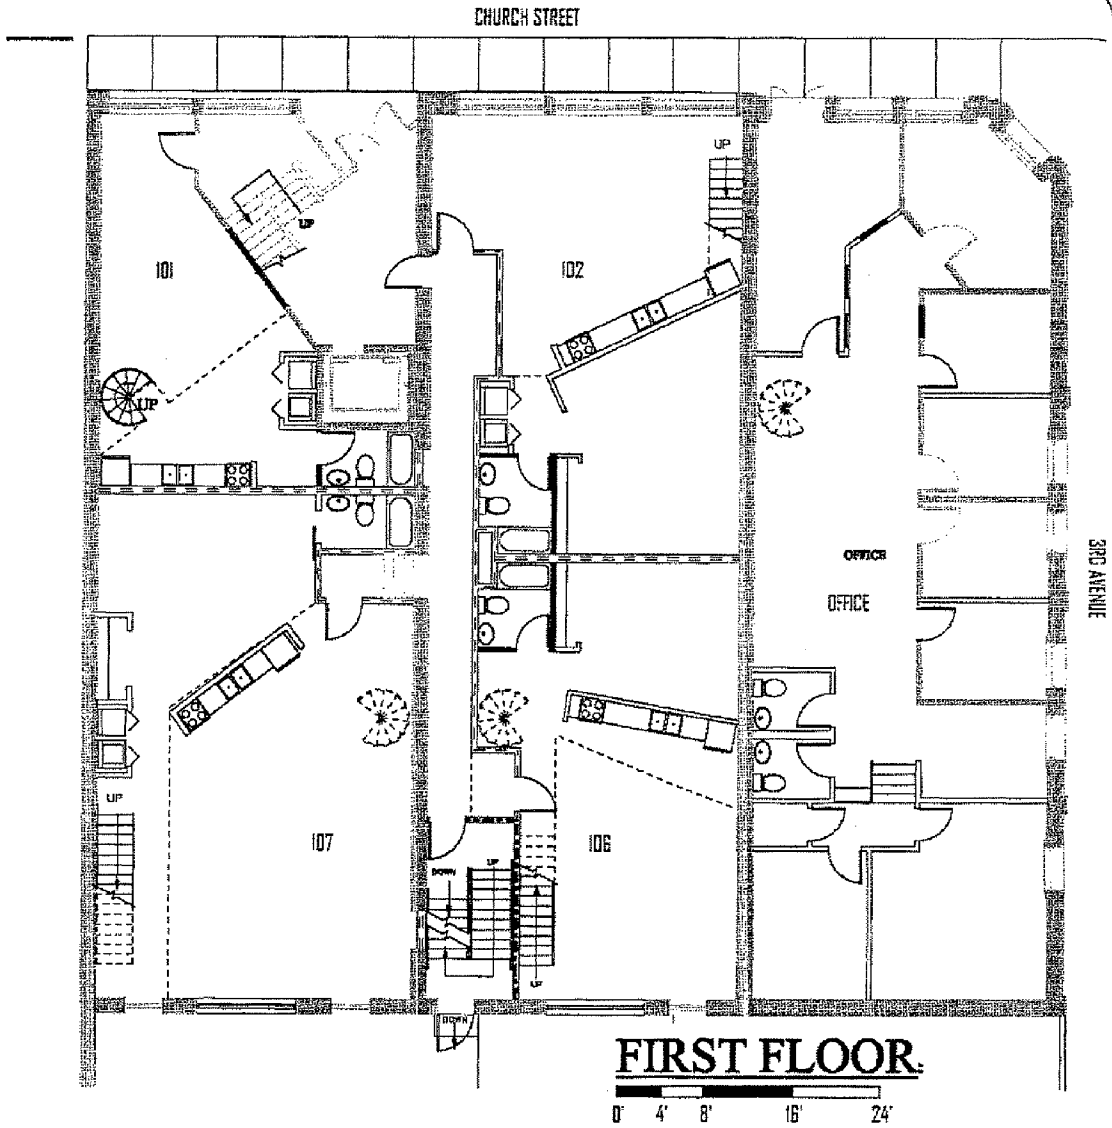 CHURCH STREET
UP
UP
101
102
UP
3RD AVENUE
OFFICE
OFFICE
UP
107
106
DOWN
UP
UP
DOWN
FIRST FLOOR
0' 4' 8' 16' 24'